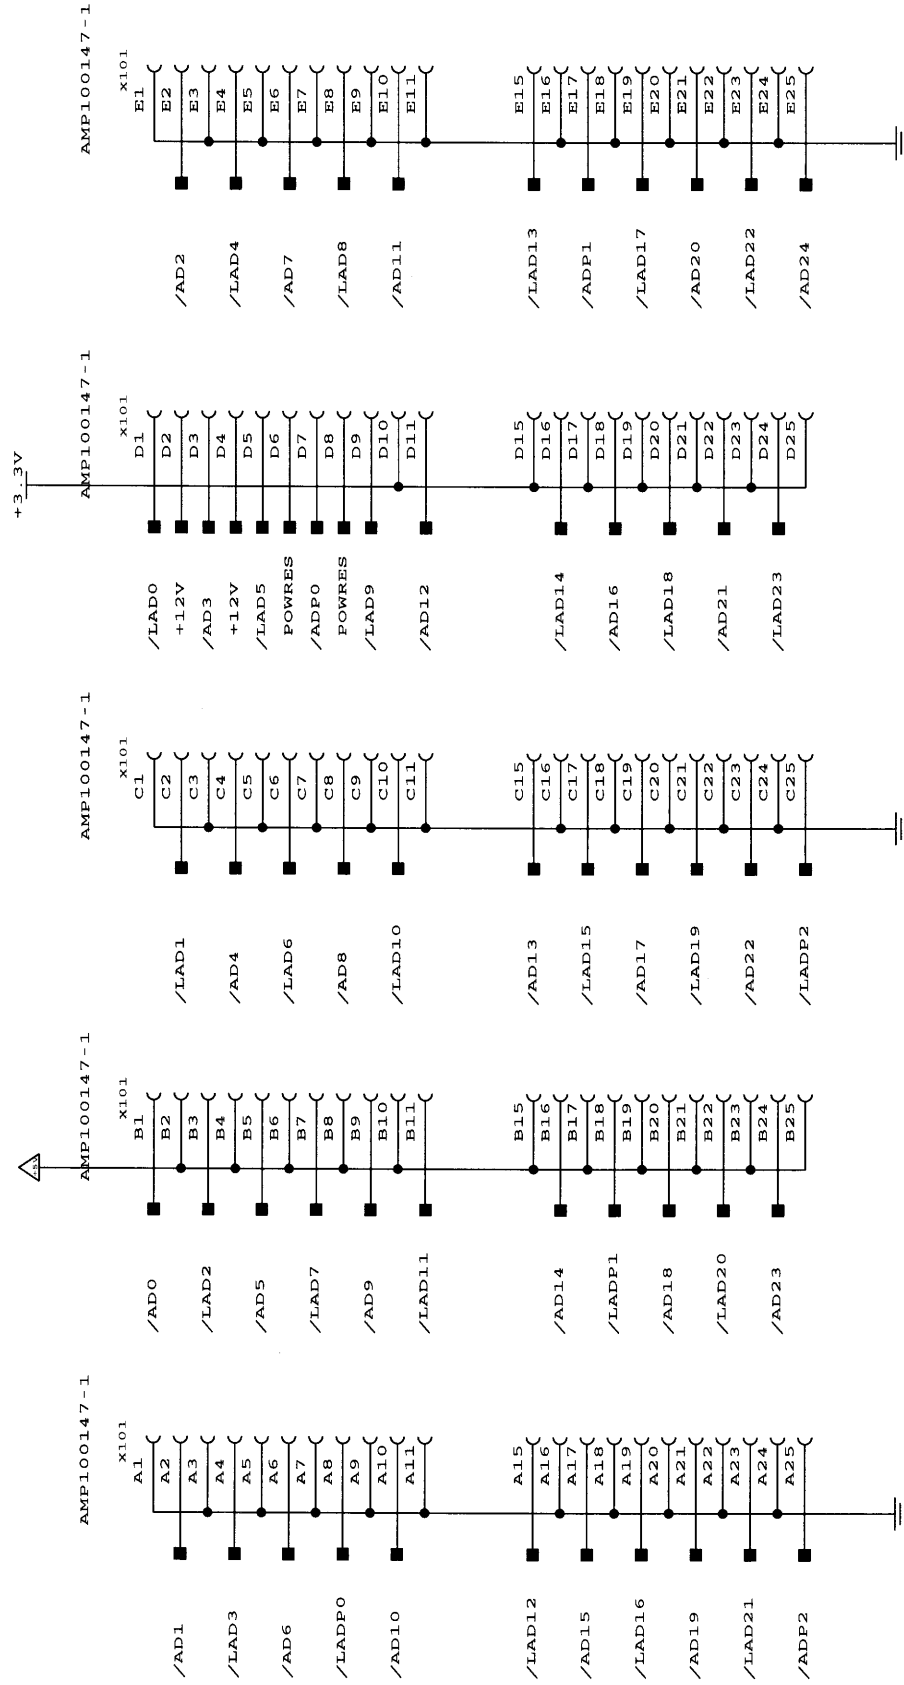 AMP100147-1
X101
E1
E2
E3
E4
E5
E6
E7
E8
E9
E10
E11
E15
E16
E17
E18
E19
E20
E21
E22
E23
E24
E25
/AD2
/LAD4
/AD7
/LAD8
/AD11
/LAD13
/ADP1
/LAD17
/AD20
/LAD22
/AD24
+3.3V
AMP100147-1
X101
D1
D2
D3
D4
D5
D6
D7
D8
D9
D10
D11
D15
D16
D17
D18
D19
D20
D21
D22
D23
D24
D25
/LAD0
+12V
/AD3
+12V
/LAD5
POWRES
/ADP0
POWRES
/LAD9
/AD12
/LAD14
/AD16
/LAD18
/AD21
/LAD23
AMP100147-1
X101
C1
C2
C3
C4
C5
C6
C7
C8
C9
C10
C11
C15
C16
C17
C18
C19
C20
C21
C22
C23
C24
C25
/LAD1
/AD4
/LAD6
/AD8
/LAD10
/AD13
/LAD15
/AD17
/LAD19
/AD22
/LADP2
+5V
AMP100147-1
X101
B1
B2
B3
B4
B5
B6
B7
B8
B9
B10
B11
B15
B16
B17
B18
B19
B20
B21
B22
B23
B24
B25
/AD0
/LAD2
/AD5
/LAD7
/AD9
/LAD11
/AD14
/LADP1
/AD18
/LAD20
/AD23
AMP100147-1
X101
A1
A2
A3
A4
A5
A6
A7
A8
A9
A10
A11
A15
A16
A17
A18
A19
A20
A21
A22
A23
A24
A25
/AD1
/LAD3
/AD6
/LADP0
/AD10
/LAD12
/AD15
/LAD16
/AD19
/LAD21
/ADP2